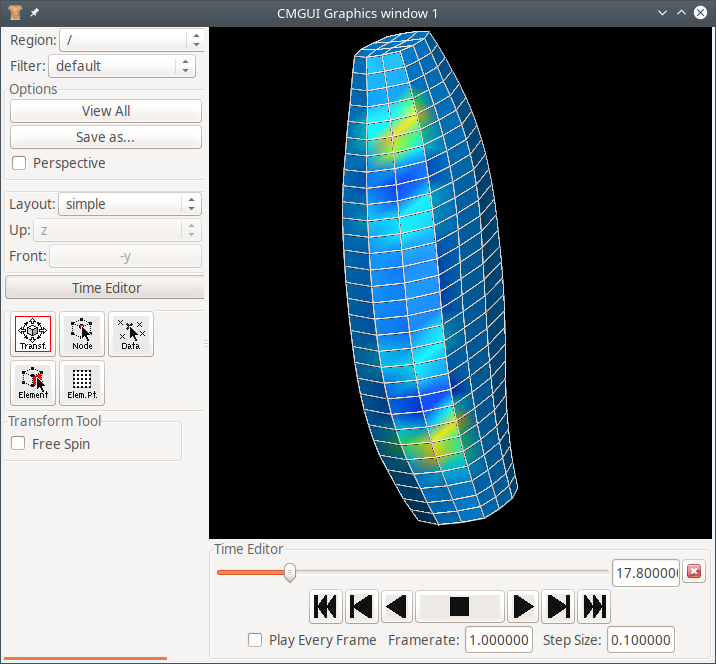 CMGUI Graphics window 1
Region: /
Filter: default
Options
View All
Save as...
Perspective
Layout: simple
Up: z
Front: -y
Time Editor
Transf. Node Data
Element Elem.Pt.
Transform Tool
Free Spin
Time Editor
17.80000
Play Every Frame Framerate: 1.000000 Step Size: 0.100000